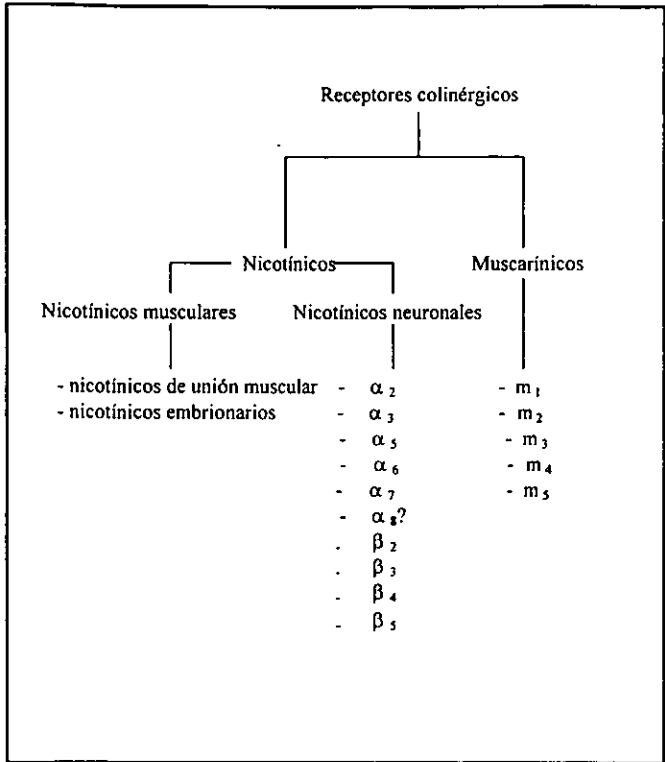 Receptores colinérgicos
Nicotínicos Muscarínicos
Nicotínicos musculares Nicotínicos neuronales
- nicotínicos de unión muscular - α₂ - m₁
- nicotínicos embrionarios - α₃ - m₂
- α₅ - m₃
- α₆ - m₄
- α₇ - m₅
- α₈?
- β₂
- β₃
- β₄
- β₅